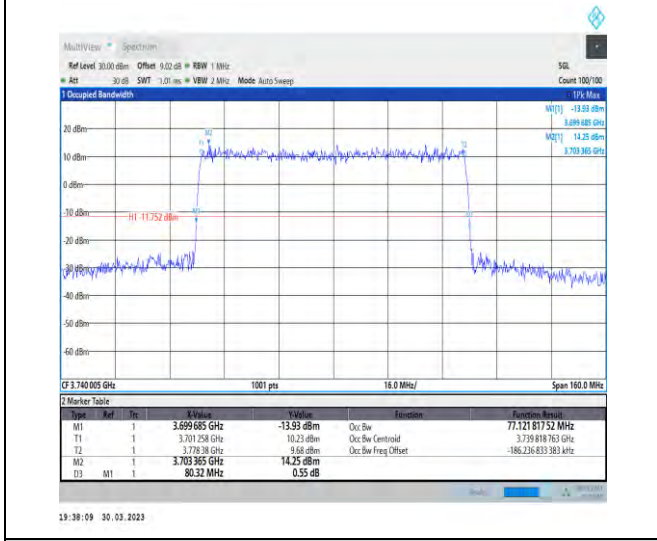 MultiView Spectrum
Ref Level 30.00 dBm Offset 9.02 dB RBW 1 MHz SGL
Att 30 dB SWT 1.01 ms VBW 2 MHz Mode Auto Sweep Count 100/100
1 Occupied Bandwidth 1Pk Max
M1[1] -13.93 dBm
3.699 685 GHz
M2[1] 14.25 dBm
3.703 365 GHz
M2
T1 T2
20 dBm
10 dBm
0 dBm
-10 dBm
H1 -11.752 dBm
-20 dBm
-30 dBm
-40 dBm
-50 dBm
-60 dBm
CF 3.740 005 GHz 1001 pts 16.0 MHz/ Span 160.0 MHz
2 Marker Table
Type Ref Trc X-Value Y-Value Function Function Result
M1 1 3.699 685 GHz -13.93 dBm Occ Bw 77.121 817 52 MHz
T1 1 3.701 258 GHz 10.23 dBm Occ Bw Centroid 3.739 818 763 GHz
T2 1 3.778 38 GHz 9.68 dBm Occ Bw Freq Offset -186.236 833 383 kHz
M2 1 3.703 365 GHz 14.25 dBm
D3 M1 1 80.32 MHz 0.55 dB
19:38:09 30.03.2023